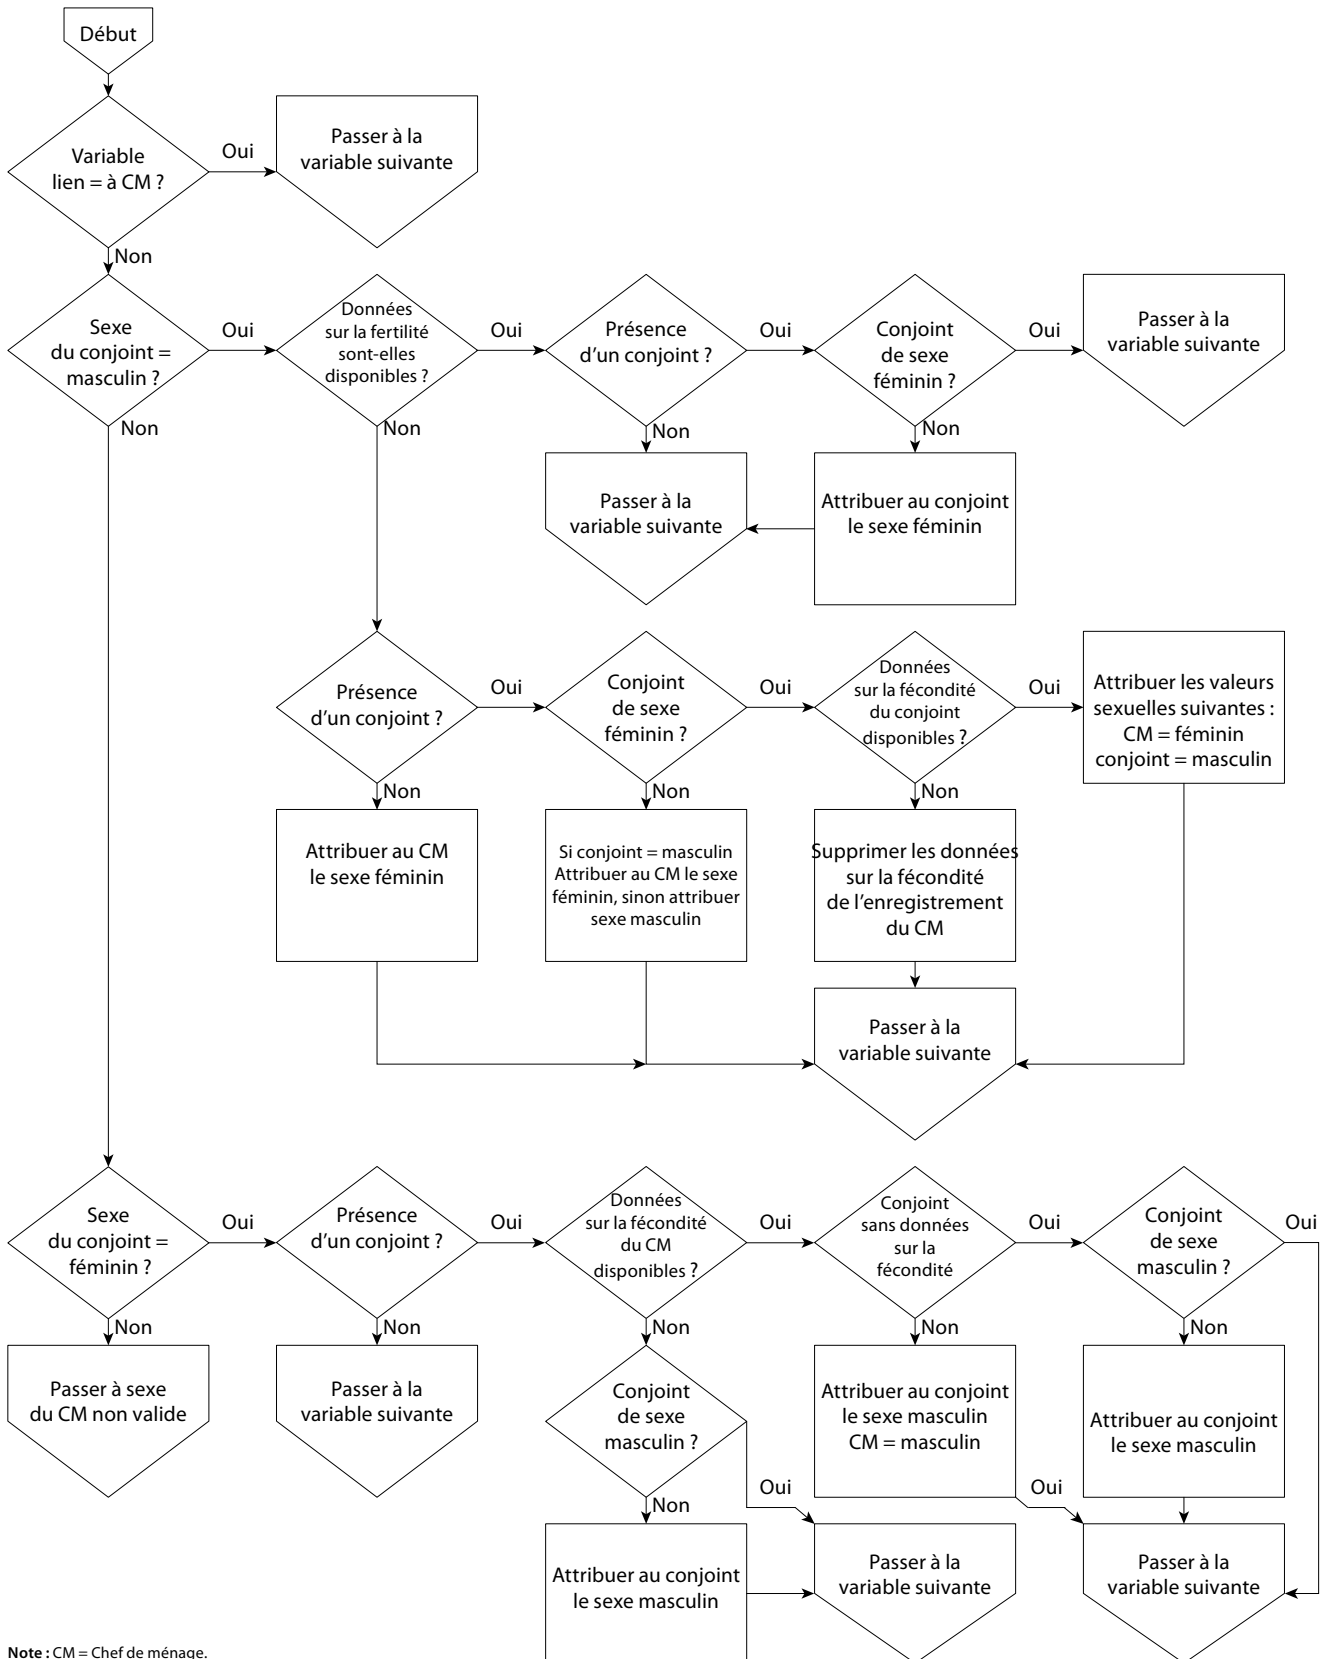 Début
Variable
lien = à CM ?
Oui
Passer à la
variable suivante
Non
Sexe
du conjoint =
masculin ?
Oui
Données
sur la fertilité
sont-elles
disponibles ?
Oui
Présence
d'un conjoint ?
Oui
Conjoint
de sexe
féminin ?
Oui
Passer à la
variable suivante
Non
Non
Non
Non
Passer à la
variable suivante
Attribuer au conjoint
le sexe féminin
Présence
d'un conjoint ?
Oui
Conjoint
de sexe
féminin ?
Oui
Données
sur la fécondité
du conjoint
disponibles ?
Oui
Attribuer les valeurs
sexuelles suivantes :
CM = féminin
conjoint = masculin
Non
Non
Non
Attribuer au CM
le sexe féminin
Si conjoint = masculin
Attribuer au CM le sexe
féminin, sinon attribuer
sexe masculin
Supprimer les données
sur la fécondité
de l'enregistrement
du CM
Passer à la
variable suivante
Sexe
du conjoint =
féminin ?
Oui
Présence
d'un conjoint ?
Oui
Données
sur la fécondité
du CM
disponibles ?
Oui
Conjoint
sans données
sur la
fécondité
Oui
Conjoint
de sexe
masculin ?
Oui
Non
Non
Non
Non
Non
Passer à sexe
du CM non valide
Passer à la
variable suivante
Conjoint
de sexe
masculin ?
Attribuer au conjoint
le sexe masculin
CM = masculin
Attribuer au conjoint
le sexe masculin
Oui
Oui
Non
Attribuer au conjoint
le sexe masculin
Passer à la
variable suivante
Passer à la
variable suivante
Note : CM = Chef de ménage.